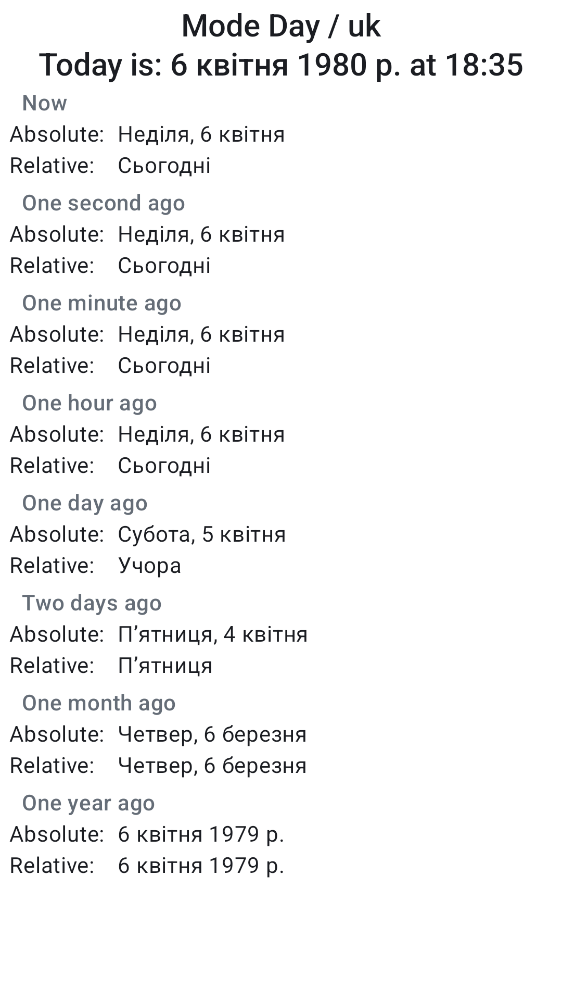 Mode Day / uk
Today is: 6 квітня 1980 р. at 18:35
Now
Absolute: Неділя, 6 квітня
Relative: Сьогодні
One second ago
Absolute: Неділя, 6 квітня
Relative: Сьогодні
One minute ago
Absolute: Неділя, 6 квітня
Relative: Сьогодні
One hour ago
Absolute: Неділя, 6 квітня
Relative: Сьогодні
One day ago
Absolute: Субота, 5 квітня
Relative: Учора
Two days ago
Absolute: Пʼятниця, 4 квітня
Relative: Пʼятниця
One month ago
Absolute: Четвер, 6 березня
Relative: Четвер, 6 березня
One year ago
Absolute: 6 квітня 1979 р.
Relative: 6 квітня 1979 р.